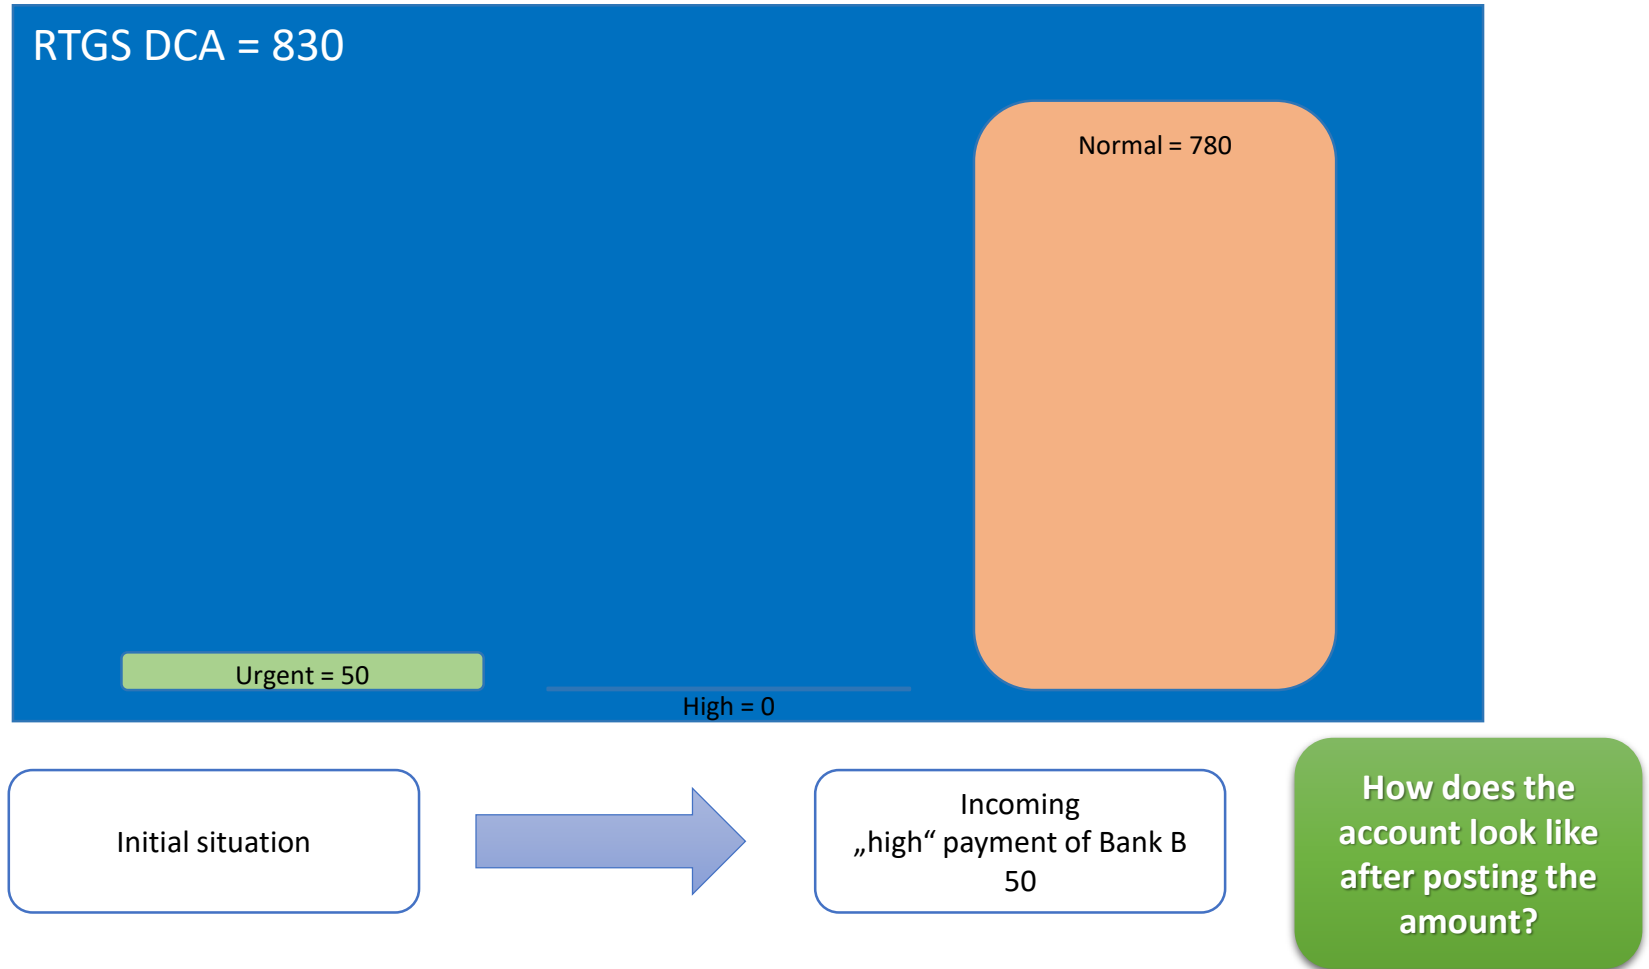 RTGS DCA = 830
Normal = 780
Urgent = 50
High = 0
Initial situation
Incoming
„high“ payment of Bank B
50
How does the
account look like
after posting the
amount?